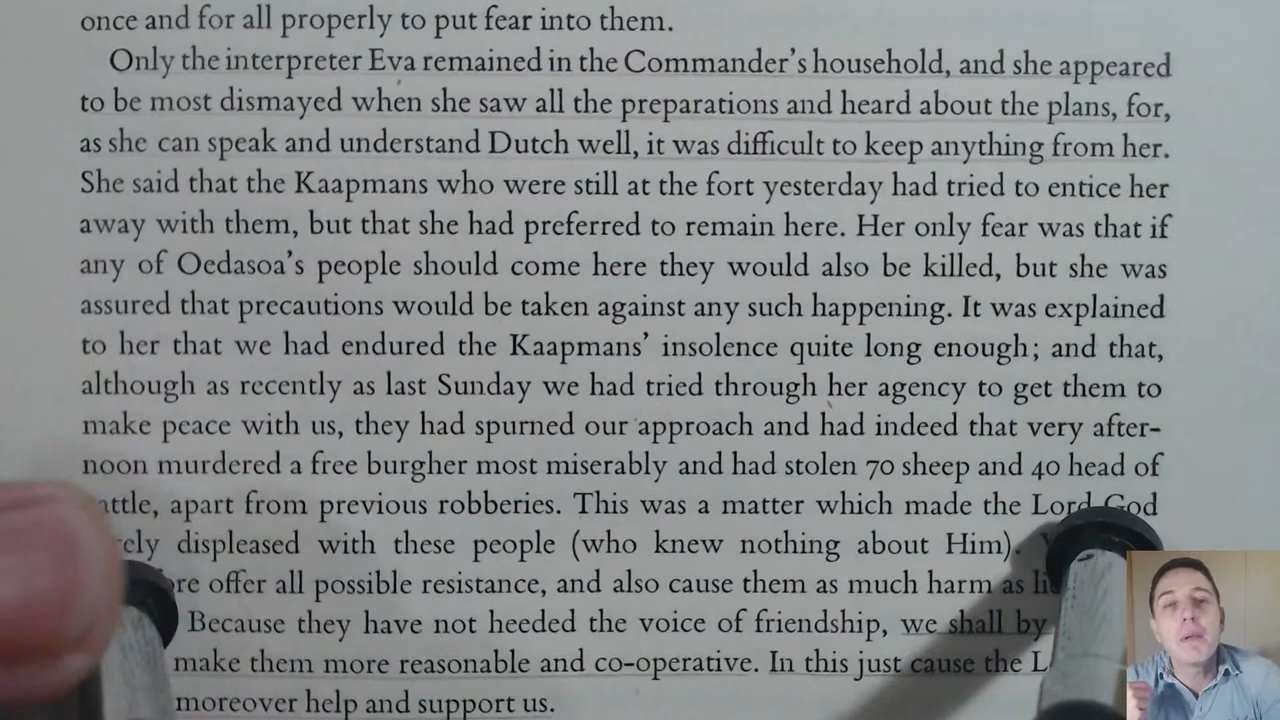 once and for all properly to put fear into them.
Only the interpreter Eva remained in the Commander's household, and she appeared
to be most dismayed when she saw all the preparations and heard about the plans, for,
as she can speak and understand Dutch well, it was difficult to keep anything from her.
She said that the Kaapmans who were still at the fort yesterday had tried to entice her
away with them, but that she had preferred to remain here. Her only fear was that if
any of Oedasoa's people should come here they would also be killed, but she was
assured that precautions would be taken against any such happening. It was explained
to her that we had endured the Kaapmans' insolence quite long enough; and that,
although as recently as last Sunday we had tried through her agency to get them to
make peace with us, they had spurned our approach and had indeed that very after-
noon murdered a free burgher most miserably and had stolen 70 sheep and 40 head of
apart from previous robberies. This was a matter which made the Lord God
displeased with these people (who knew nothing about Him).
offer all possible resistance, and also cause them as much harm as
Because they have not heeded the voice of friendship, we shall by
make them more reasonable and co-operative. In this just cause the
moreover help and support us.